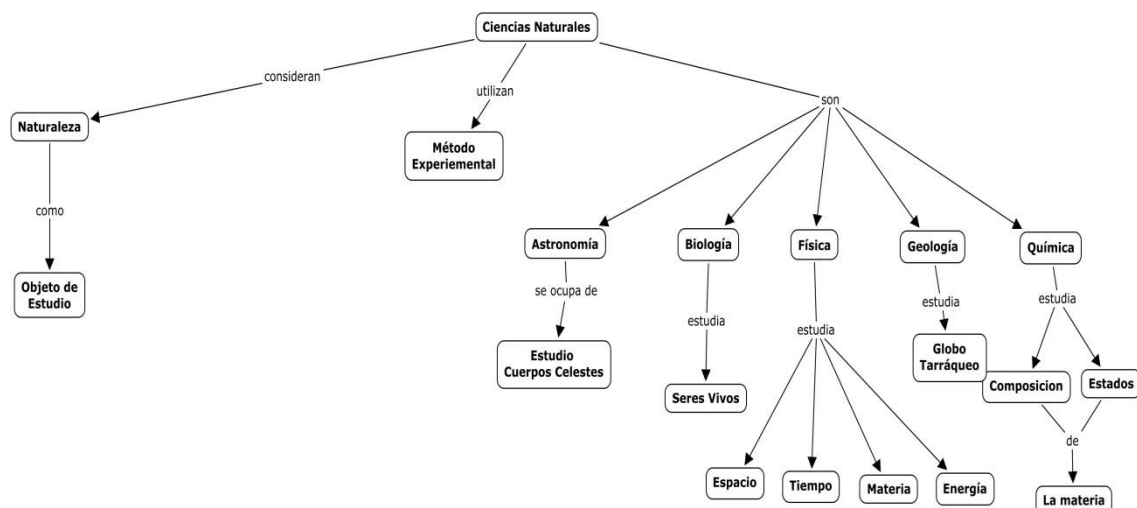 Ciencias Naturales
consideran
utilizan
son
Naturaleza
Método
Experiemental
como
Astronomía
Biología
Física
Geología
Química
Objeto de
Estudio
se ocupa de
estudia
estudia
estudia
estudia
Estudio
Cuerpos Celestes
Globo
Tarráqueo
Seres Vivos
Composicion
Estados
de
Espacio
Tiempo
Materia
Energía
La materia